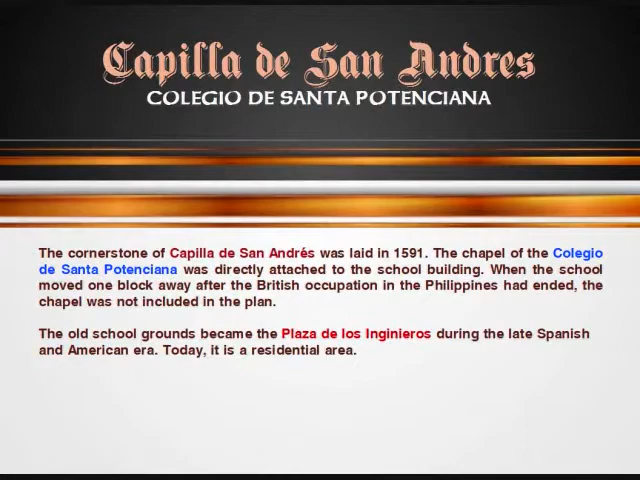 Capilla de San Andres
COLEGIO DE SANTA POTENCIANA
The cornerstone of Capilla de San Andrés was laid in 1591. The chapel of the Colegio
de Santa Potenciana was directly attached to the school building. When the school
moved one block away after the British occupation in the Philippines had ended, the
chapel was not included in the plan.
The old school grounds became the Plaza de los Inginieros during the late Spanish
and American era. Today, it is a residential area.